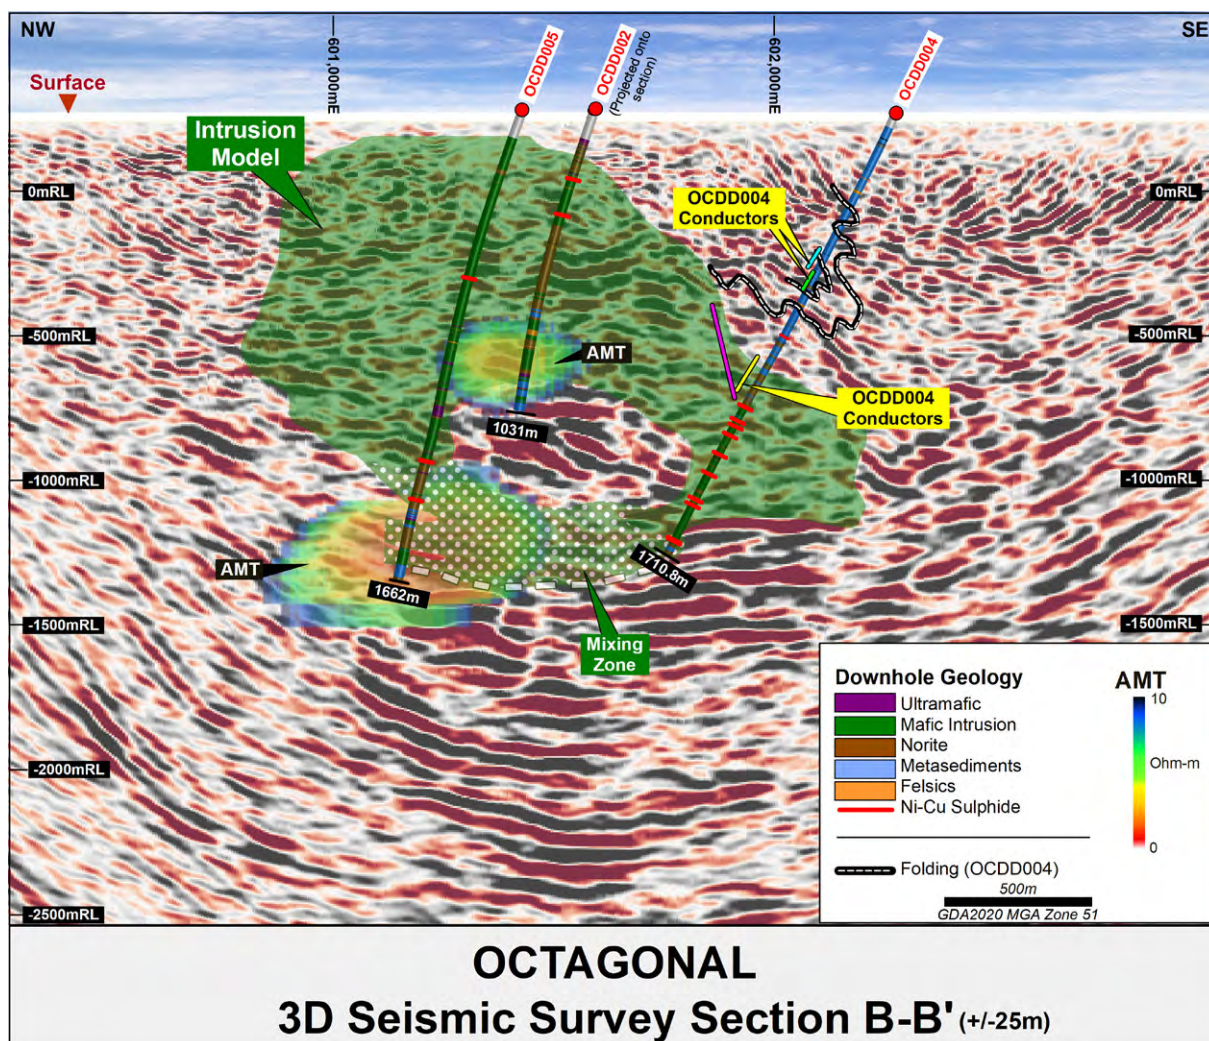 NW
SE
Surface
601,000mE
OCDD005
OCDD002
(Projected onto
section)
602,000mE
OCDD004
Intrusion
Model
0mRL
0mRL
OCDD004
Conductors
-500mRL
-500mRL
AMT
OCDD004
Conductors
1031m
-1000mRL
-1000mRL
AMT
1662m
1710.8m
-1500mRL
-1500mRL
Mixing
Zone
Downhole Geology
Ultramafic
Mafic Intrusion
Norite
Metasediments
Felsics
Ni-Cu Sulphide
Folding (OCDD004)
AMT
10
Ohm-m
0
500m
GDA2020 MGA Zone 51
-2000mRL
-2500mRL
OCTAGONAL
3D Seismic Survey Section B-B' (+/-25m)